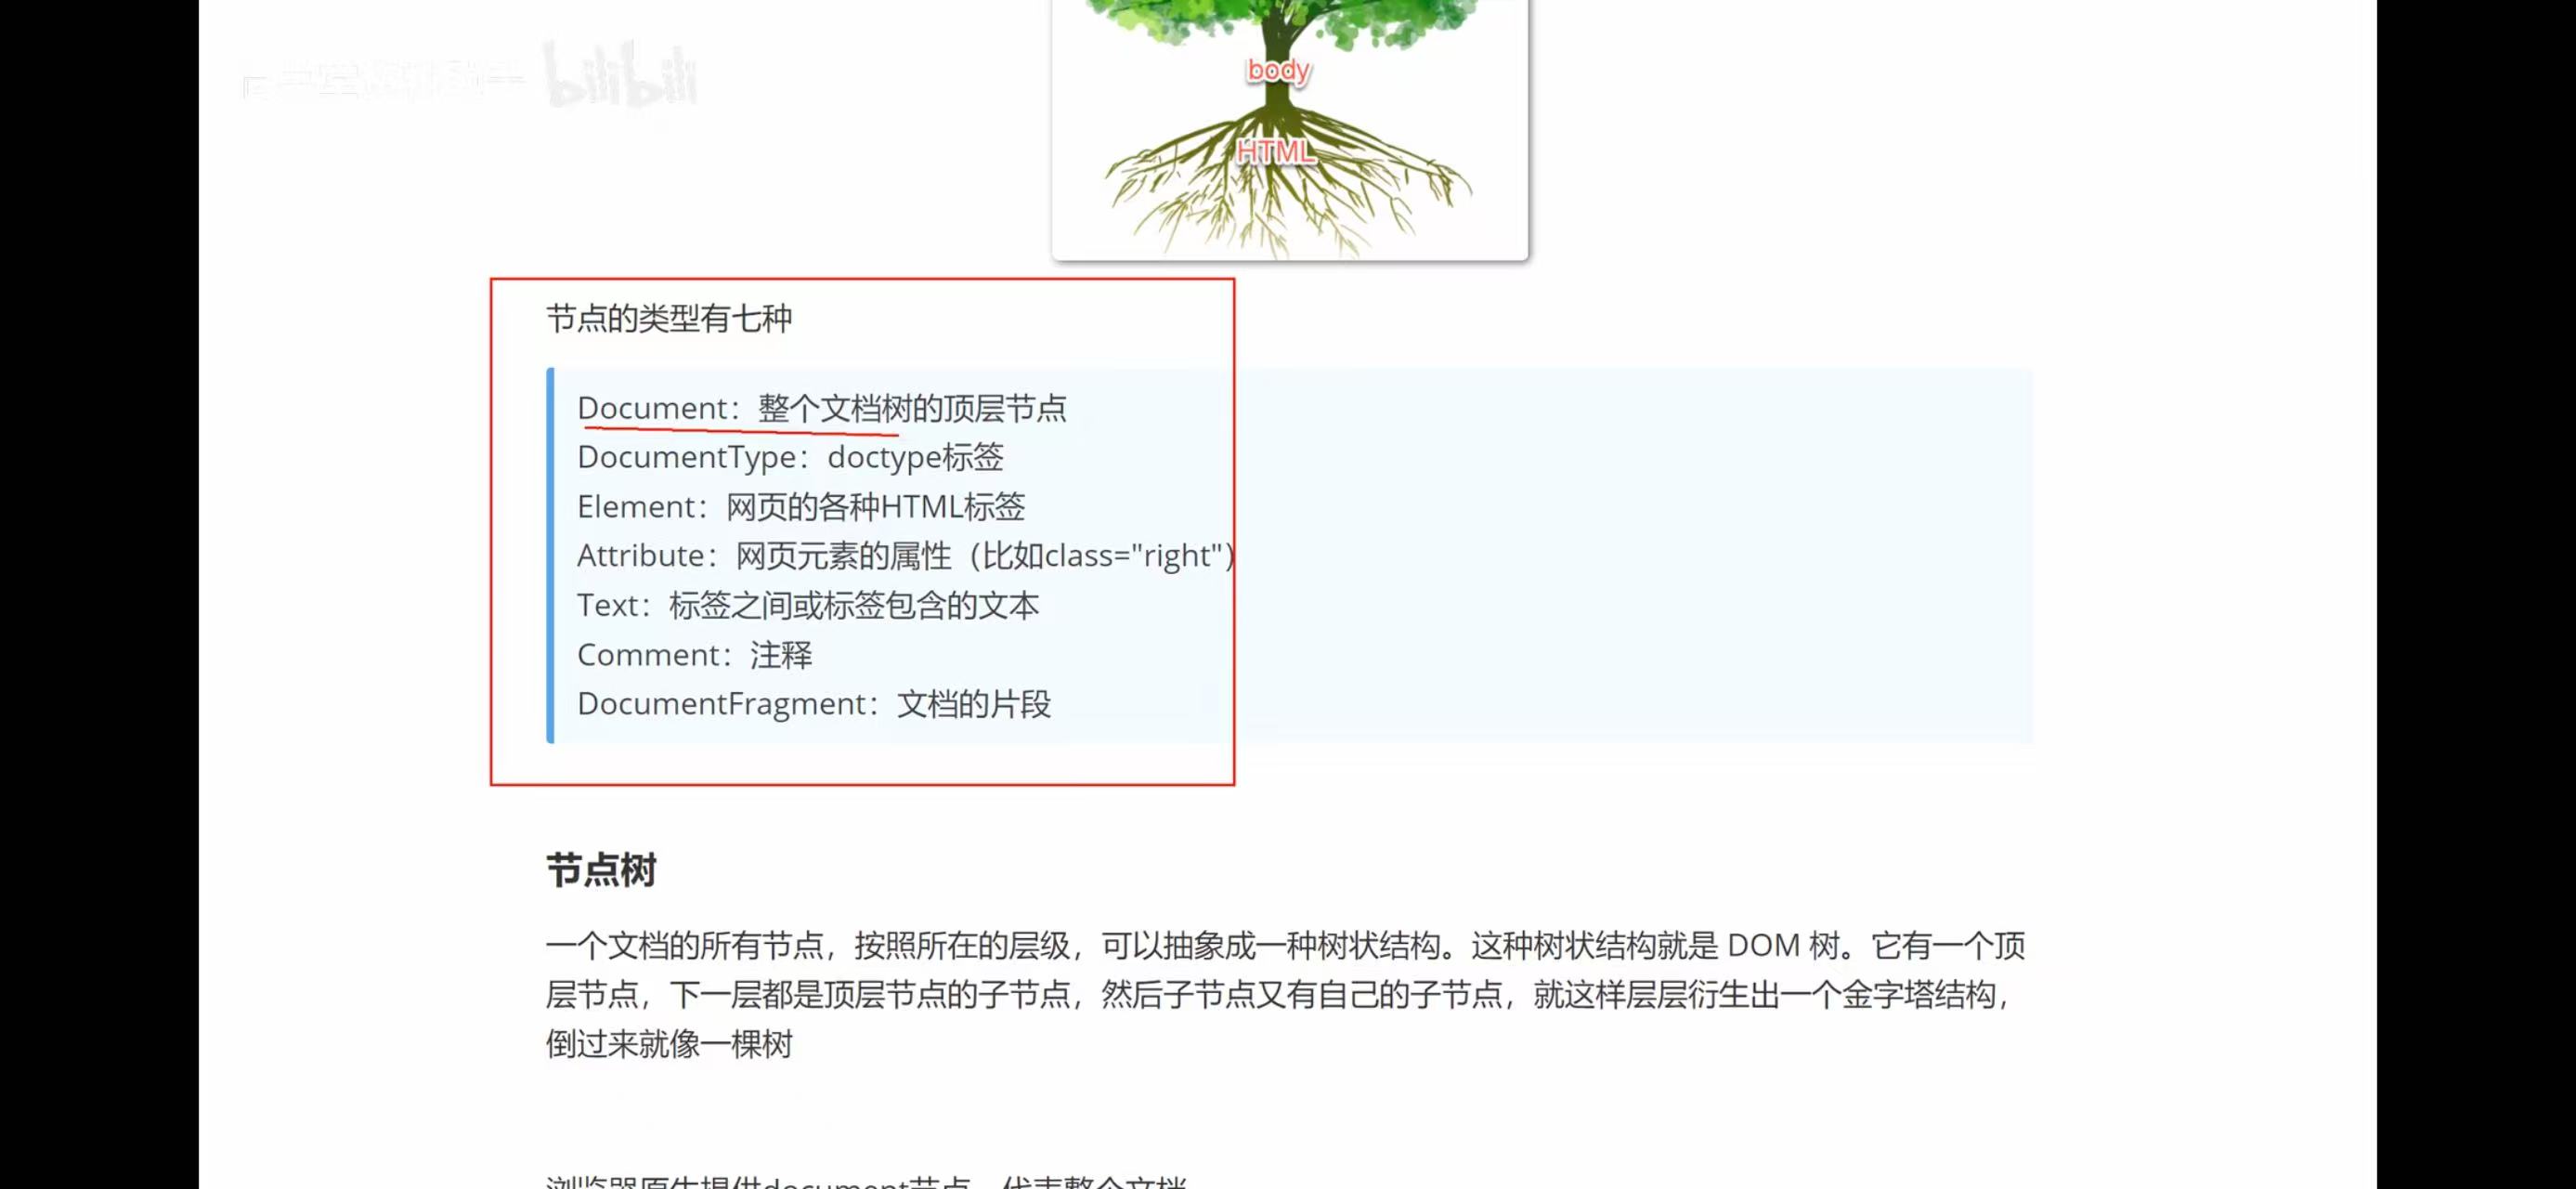 bilibili
body
HTML
节点的类型有七种
Document：整个文档树的顶层节点
DocumentType：doctype标签
Element：网页的各种HTML标签
Attribute：网页元素的属性（比如class="right"）
Text：标签之间或标签包含的文本
Comment：注释
DocumentFragment：文档的片段
节点树
一个文档的所有节点，按照所在的层级，可以抽象成一种树状结构。这种树状结构就是 DOM 树。它有一个顶
层节点，下一层都是顶层节点的子节点，然后子节点又有自己的子节点，就这样层层衍生出一个金字塔结构，
倒过来就像一棵树
浏览器原生提供document节点，代表整个文档